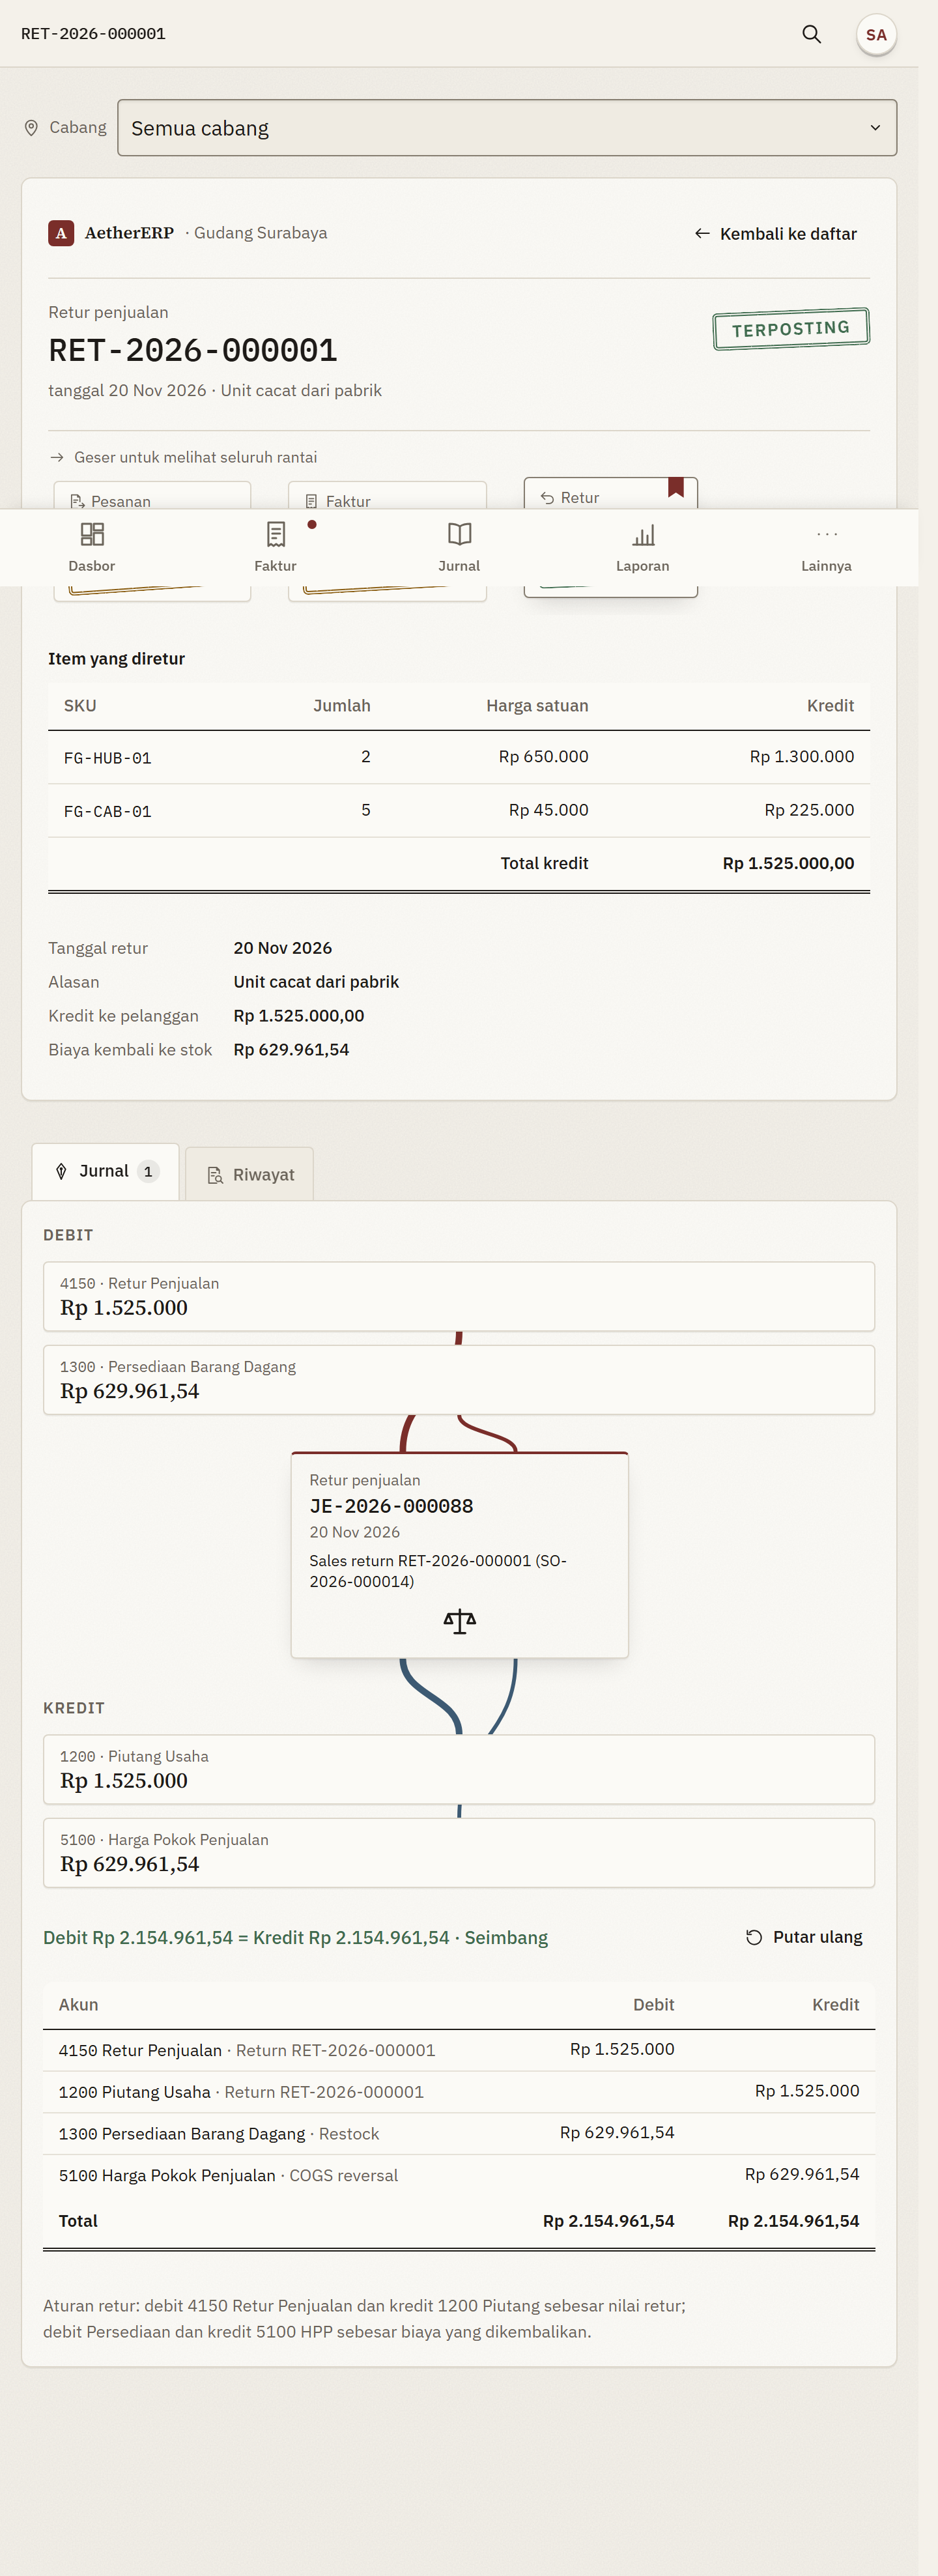 RET-2026-000001
SA
Cabang
Semua cabang
A AetherERP · Gudang Surabaya
Kembali ke daftar
Retur penjualan
RET-2026-000001
TERPOSTING
tanggal 20 Nov 2026 · Unit cacat dari pabrik
Geser untuk melihat seluruh rantai
Pesanan Faktur Retur
Dasbor Faktur Jurnal Laporan Lainnya
Item yang diretur
SKU Jumlah Harga satuan Kredit
FG-HUB-01 2 Rp 650.000 Rp 1.300.000
FG-CAB-01 5 Rp 45.000 Rp 225.000
Total kredit Rp 1.525.000,00
Tanggal retur 20 Nov 2026
Alasan Unit cacat dari pabrik
Kredit ke pelanggan Rp 1.525.000,00
Biaya kembali ke stok Rp 629.961,54
Jurnal 1 Riwayat
DEBIT
4150 · Retur Penjualan
Rp 1.525.000
1300 · Persediaan Barang Dagang
Rp 629.961,54
Retur penjualan
JE-2026-000088
20 Nov 2026
Sales return RET-2026-000001 (SO-
2026-000014)
KREDIT
1200 · Piutang Usaha
Rp 1.525.000
5100 · Harga Pokok Penjualan
Rp 629.961,54
Debit Rp 2.154.961,54 = Kredit Rp 2.154.961,54 · Seimbang
Putar ulang
Akun Debit Kredit
4150 Retur Penjualan · Return RET-2026-000001 Rp 1.525.000
1200 Piutang Usaha · Return RET-2026-000001 Rp 1.525.000
1300 Persediaan Barang Dagang · Restock Rp 629.961,54
5100 Harga Pokok Penjualan · COGS reversal Rp 629.961,54
Total Rp 2.154.961,54 Rp 2.154.961,54
Aturan retur: debit 4150 Retur Penjualan dan kredit 1200 Piutang sebesar nilai retur;
debit Persediaan dan kredit 5100 HPP sebesar biaya yang dikembalikan.